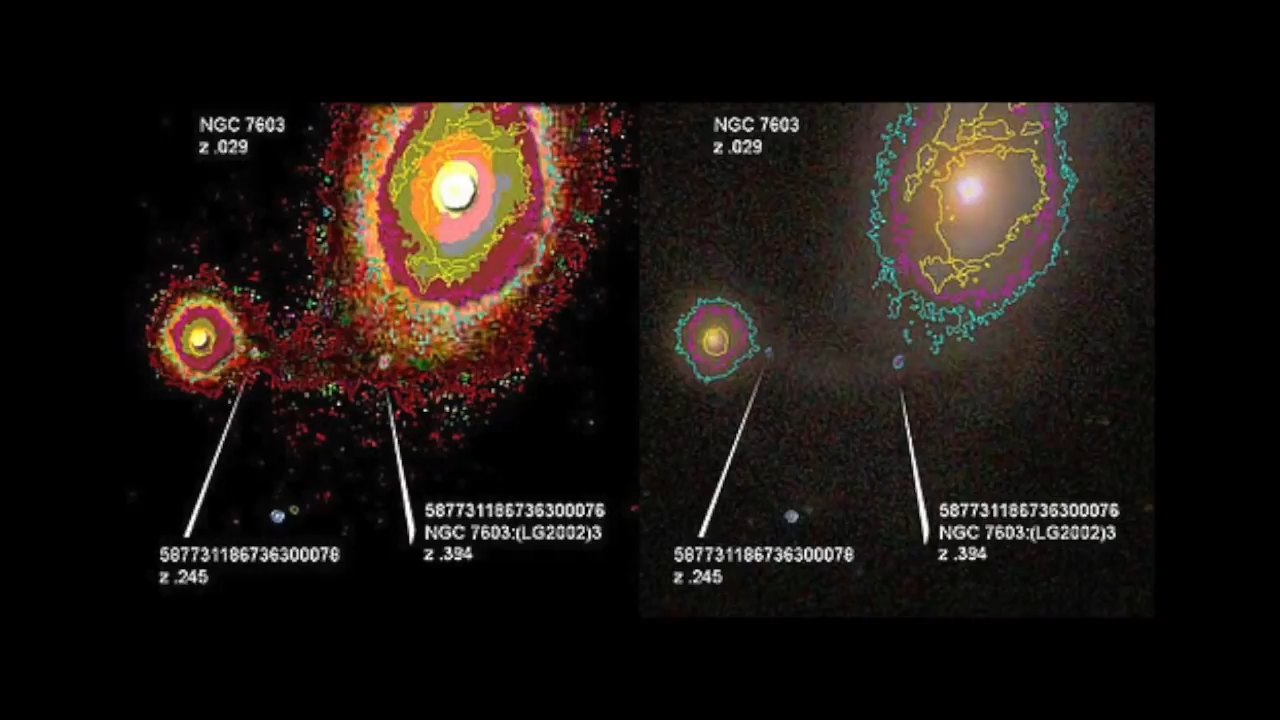 NGC 7603
z .029
587731186736300076
NGC 7603:(LG2002)3
z .394
587731186736300078
z .245
NGC 7603
z .029
587731186736300076
NGC 7603:(LG2002)3
z .394
587731186736300078
z .245